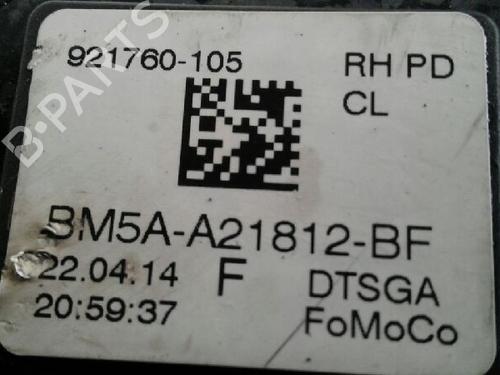 921760-105 RH PD
CL
BM5A-A21812-BF
22.04.14 F DTSGA
20:59:37 FoMoCo
B-PARTS